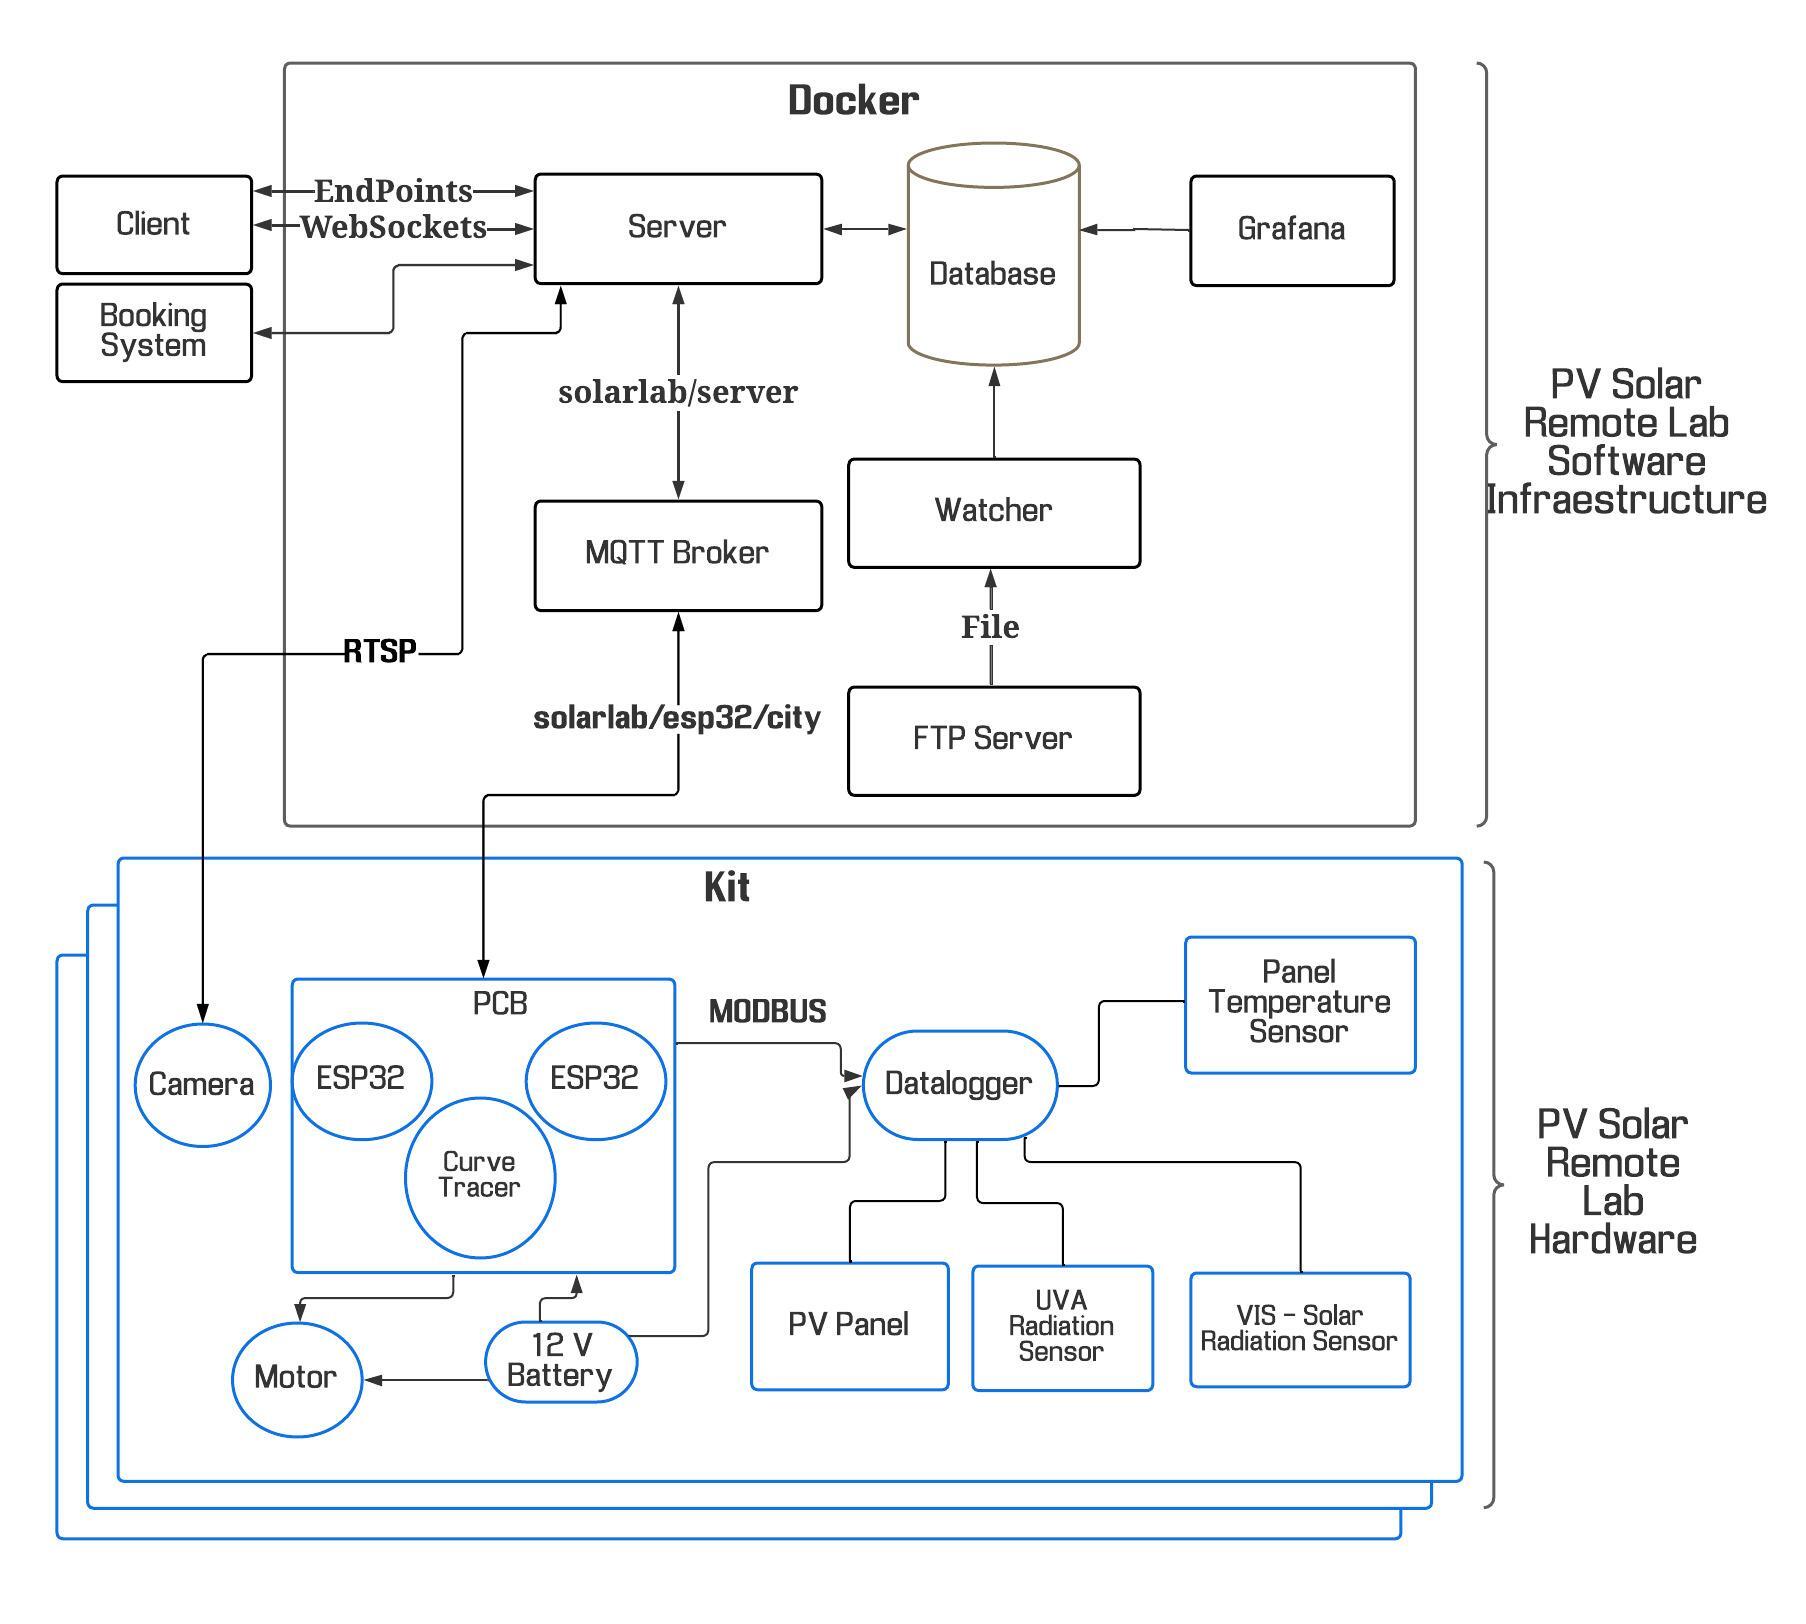 Docker
Client
EndPoints
WebSockets
Server
Database
Grafana
Booking
System
solarlab/server
Watcher
MQTT Broker
File
RTSP
solarlab/esp32/city
FTP Server
PV Solar
Remote Lab
Software
Infraestructure
Kit
PCB
MODBUS
Panel
Temperature
Sensor
Camera
ESP32
ESP32
Datalogger
Curve
Tracer
PV Solar
Remote
Lab
Hardware
Motor
12 V
Battery
PV Panel
UVA
Radiation
Sensor
VIS - Solar
Radiation Sensor